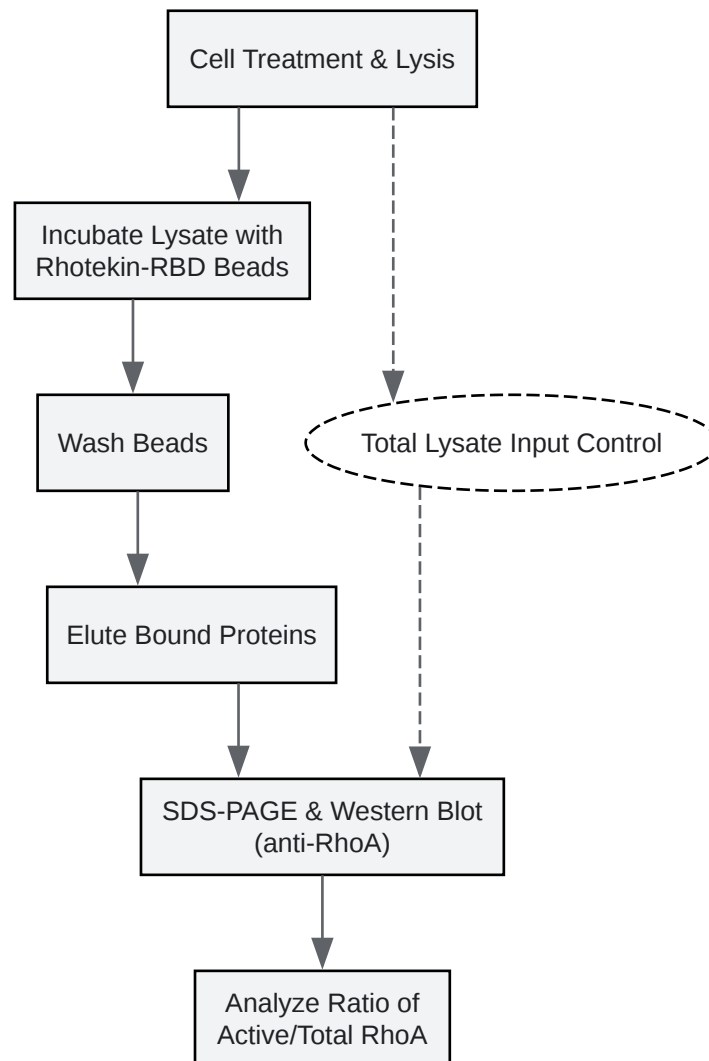 Cell Treatment & Lysis
Incubate Lysate with
Rhotekin-RBD Beads
Wash Beads
Total Lysate Input Control
Elute Bound Proteins
SDS-PAGE & Western Blot
(anti-RhoA)
Analyze Ratio of
Active/Total RhoA